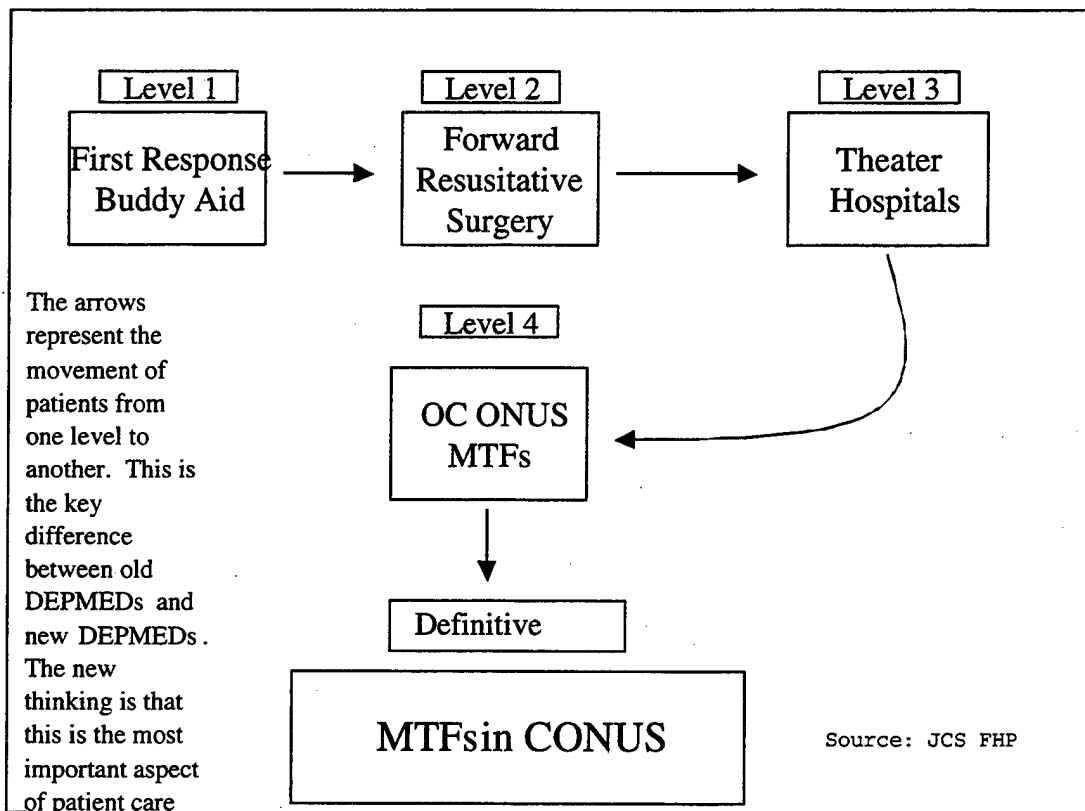 Level 1
First Response
Buddy Aid
Level 2
Forward
Resusitative
Surgery
Level 3
Theater
Hospitals
The arrows
represent the
movement of
patients from
one level to
another. This is
the key
difference
between old
DEPMEDs and
new DEPMEDs.
The new
thinking is that
this is the most
important aspect
of patient care
Level 4
OC ONUS
MTFs
Definitive
MTFsin CONUS
Source: JCS FHP